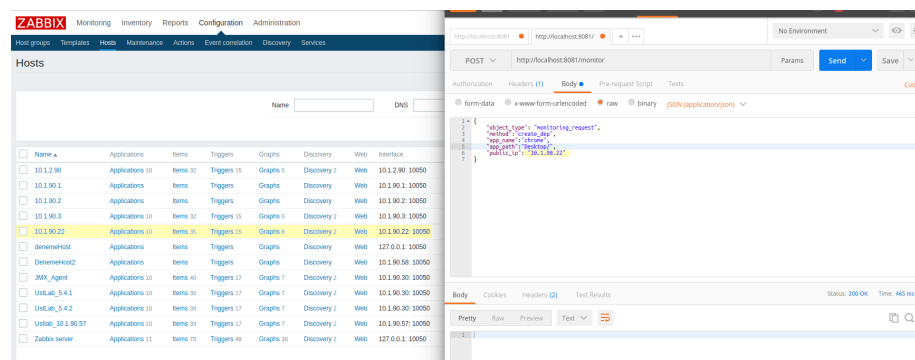 ZABBIX Monitoring Inventory Reports Configuration Administration
Host groups Templates Hosts Maintenance Actions Event correlation Discovery Services
Hosts
Name DNS
Name Applications Items Triggers Graphs Discovery Web Interface
10.1.2.90 Applications 10 Items 32 Triggers 15 Graphs 5 Discovery 2 Web 10.1.2.90: 10050
10.1.90.1 Applications Items Triggers Graphs Discovery Web 10.1.90.1: 10050
10.1.90.2 Applications Items Triggers Graphs Discovery Web 10.1.90.2: 10050
10.1.90.3 Applications 10 Items 32 Triggers 15 Graphs 5 Discovery 2 Web 10.1.90.3: 10050
10.1.90.22 Applications 10 Items 35 Triggers 15 Graphs 8 Discovery 2 Web 10.1.90.22: 10050
denemeHost Applications Items Triggers Graphs Discovery Web 127.0.0.1: 10050
DenemeHost2 Applications Items Triggers Graphs Discovery Web 10.1.90.58: 10050
JMX_Agent Applications 10 Items 40 Triggers 17 Graphs 7 Discovery 2 Web 10.1.90.30: 10050
UstLab_5.4.1 Applications 10 Items 39 Triggers 17 Graphs 7 Discovery 2 Web 10.1.90.30: 10050
UstLab_5.4.2 Applications 10 Items 39 Triggers 17 Graphs 7 Discovery 2 Web 10.1.90.30: 10050
Ustlab_10.1.90.57 Applications 10 Items 39 Triggers 17 Graphs 7 Discovery 2 Web 10.1.90.57: 10050
Zabbix server Applications 11 Items 79 Triggers 48 Graphs 16 Discovery 2 Web 127.0.0.1: 10050
http://localhost:8081 http://localhost:8081/ + ••• No Environment
POST http://localhost:8081/monitor Params Send Save
Authorization Headers (1) Body Pre-request Script Tests
form-data x-www-form-urlencoded raw binary JSON (application/json)
1 {
2 "object_type": "monitoring_request",
3 "method":"create_dep",
4 "app_name":"chrome",
5 "app_path":"Desktop/",
6 "public_ip": "10.1.90.22"
7 }
Body Cookies Headers (2) Test Results Status: 200 OK Time: 465 ms
Pretty Raw Preview Text
1